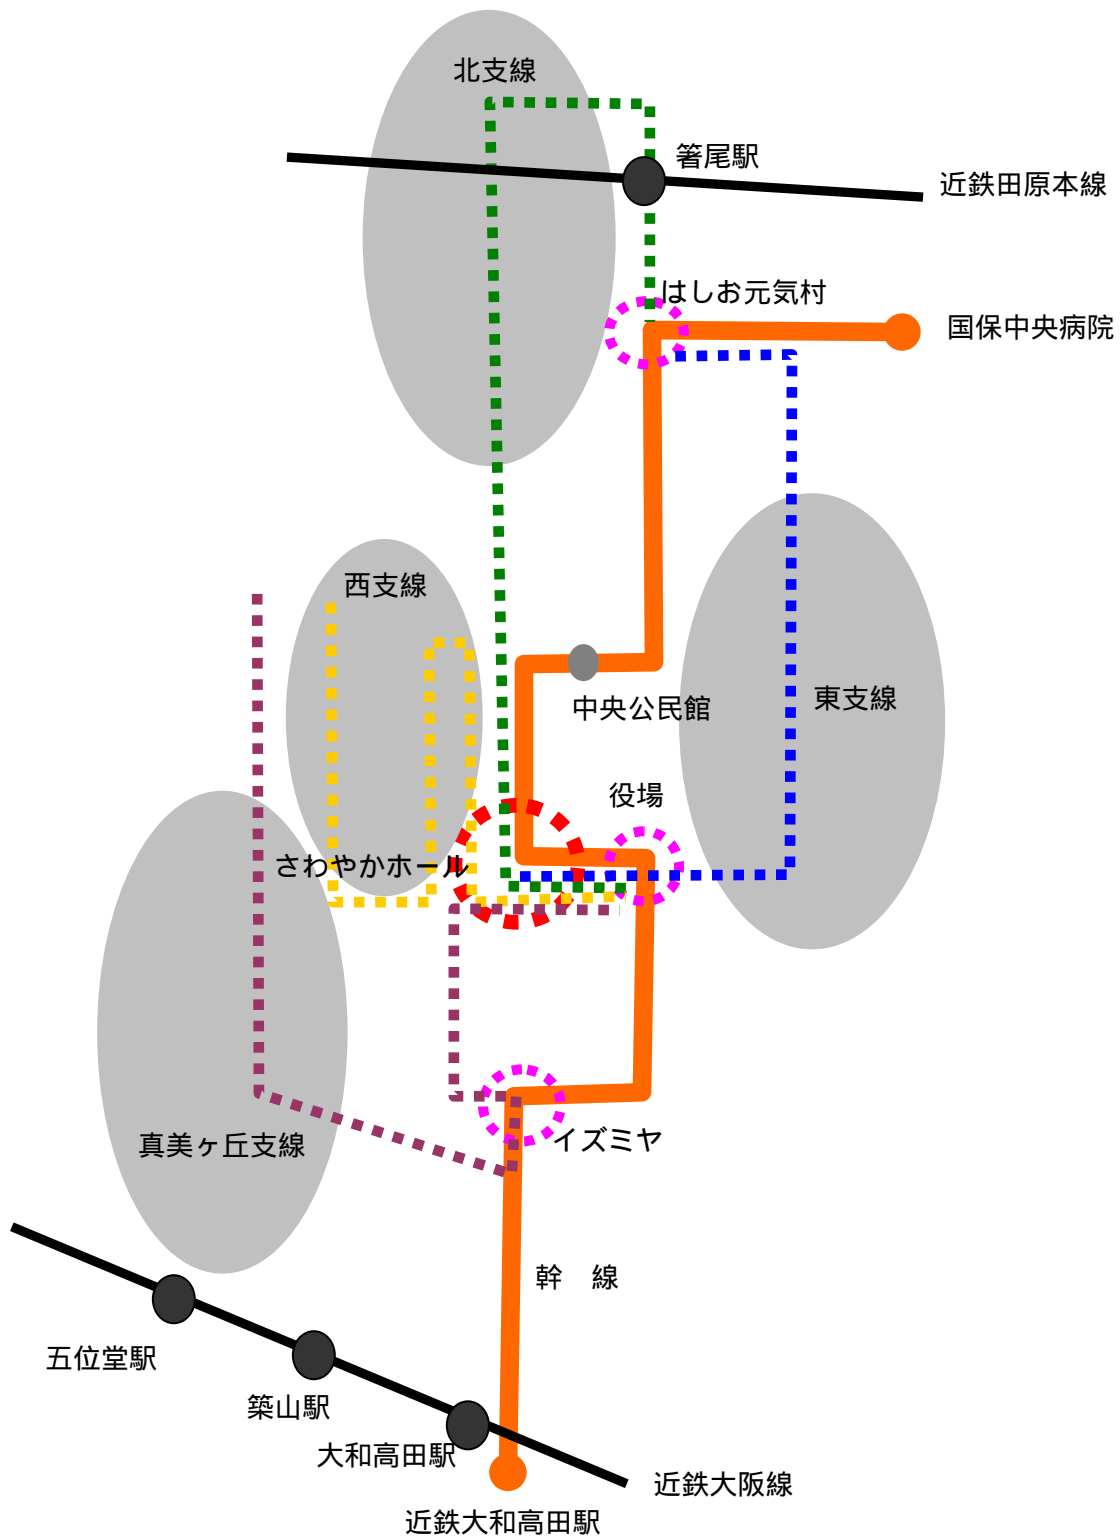 北支線
箸尾駅
近鉄田原本線
はしお元気村
国保中央病院
西支線
東支線
中央公民館
役場
さわやかホール
イズミヤ
真美ヶ丘支線
幹　線
五位堂駅
築山駅
大和高田駅
近鉄大阪線
近鉄大和高田駅